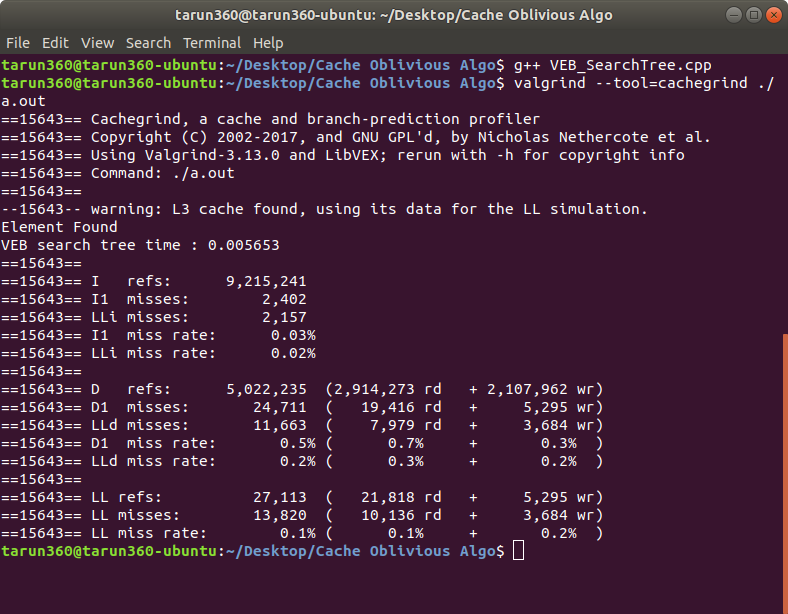 tarun360@tarun360-ubuntu: ~/Desktop/Cache Oblivious Algo
File Edit View Search Terminal Help
tarun360@tarun360-ubuntu:~/Desktop/Cache Oblivious Algo$ g++ VEB_SearchTree.cpp
tarun360@tarun360-ubuntu:~/Desktop/Cache Oblivious Algo$ valgrind --tool=cachegrind ./
a.out
==15643== Cachegrind, a cache and branch-prediction profiler
==15643== Copyright (C) 2002-2017, and GNU GPL'd, by Nicholas Nethercote et al.
==15643== Using Valgrind-3.13.0 and LibVEX; rerun with -h for copyright info
==15643== Command: ./a.out
==15643==
--15643-- warning: L3 cache found, using its data for the LL simulation.
Element Found
VEB search tree time : 0.005653
==15643==
==15643== I   refs:      9,215,241
==15643== I1  misses:        2,402
==15643== LLi misses:        2,157
==15643== I1  miss rate:      0.03%
==15643== LLi miss rate:      0.02%
==15643==
==15643== D   refs:      5,022,235  (2,914,273 rd   + 2,107,962 wr)
==15643== D1  misses:       24,711  (   19,416 rd   +     5,295 wr)
==15643== LLd misses:       11,663  (    7,979 rd   +     3,684 wr)
==15643== D1  miss rate:       0.5% (      0.7%     +       0.3%  )
==15643== LLd miss rate:       0.2% (      0.3%     +       0.2%  )
==15643==
==15643== LL refs:          27,113  (   21,818 rd   +     5,295 wr)
==15643== LL misses:        13,820  (   10,136 rd   +     3,684 wr)
==15643== LL miss rate:        0.1% (      0.1%     +       0.2%  )
tarun360@tarun360-ubuntu:~/Desktop/Cache Oblivious Algo$